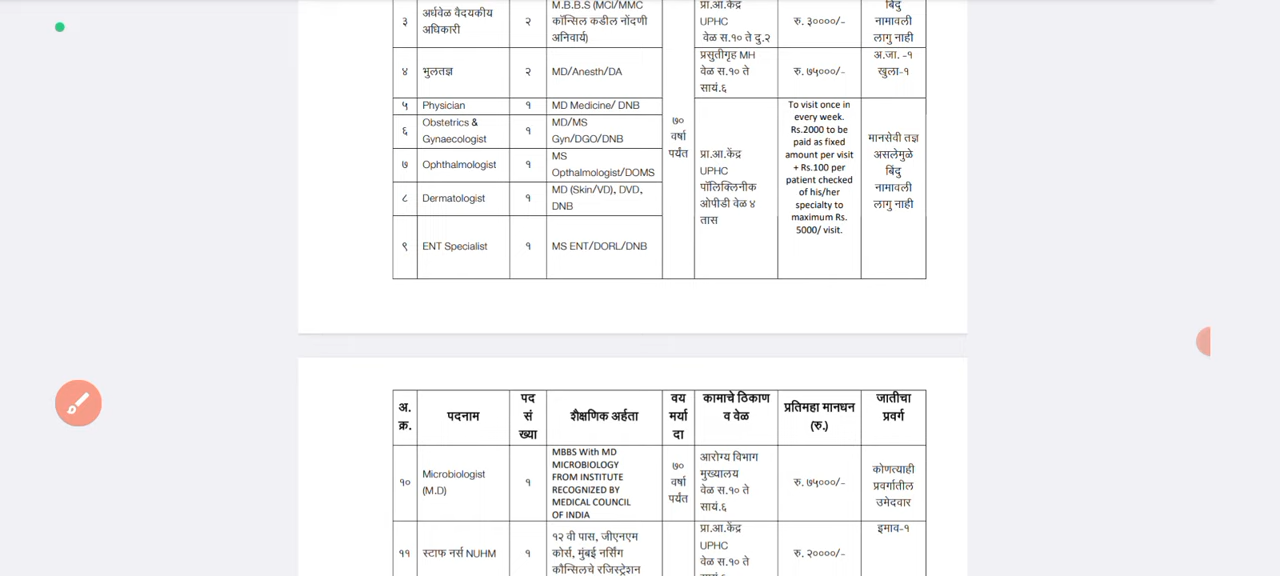 ३ अर्धवेळ वैदयकीय अधिकारी २ M.B.B.S (MCI/MMC कॉन्सिल कडील नोंदणी अनिवार्य) प्रा.आ.केंद्र UPHC वेळ स.१० ते दु.२ रु. ३००००/- बिंदु नामावली लागु नाही
४ भुलतज्ञ २ MD/Anesth/DA प्रसुतीगृह MH वेळ स.१० ते सायं.६ रु. ७५०००/- अ.जा. -१ खुला-१
५ Physician १ MD Medicine/ DNB
६ Obstetrics & Gynaecologist १ MD/MS Gyn/DGO/DNB
७ Ophthalmologist १ MS Opthalmologist/DOMS
८ Dermatologist १ MD (Skin/VD), DVD, DNB
९ ENT Specialist १ MS ENT/DORL/DNB
७०
वर्षा
पर्यंत
प्रा.आ.केंद्र
UPHC
पॉलिक्लिनीक
ओपीडी वेळ ४
तास
To visit once in
every week.
Rs.2000 to be
paid as fixed
amount per visit
+ Rs.100 per
patient checked
of his/her
specialty to
maximum Rs.
5000/ visit.
मानसेवी तज्ञ
असलेमुळे
बिंदु
नामावली
लागु नाही
अ. क्र. पदनाम पद सं ख्या शैक्षणिक अर्हता वय मर्या दा कामाचे ठिकाण व वेळ प्रतिमहा मानधन (रु.) जातीचा प्रवर्ग
१० Microbiologist (M.D) १ MBBS With MD MICROBIOLOGY FROM INSTITUTE RECOGNIZED BY MEDICAL COUNCIL OF INDIA ७० वर्षा पर्यंत आरोग्य विभाग मुख्यालय वेळ स.१० ते सायं.६ रु. ७५०००/- कोणत्याही प्रवर्गातील उमेदवार
११ स्टाफ नर्स NUHM १ १२ वी पास, जीएनएम कोर्स, मुंबई नर्सिंग कौन्सिलचे रजिस्ट्रेशन प्रा.आ.केंद्र UPHC वेळ स.१० ते सायं.६ रु. २००००/- इमाव-१